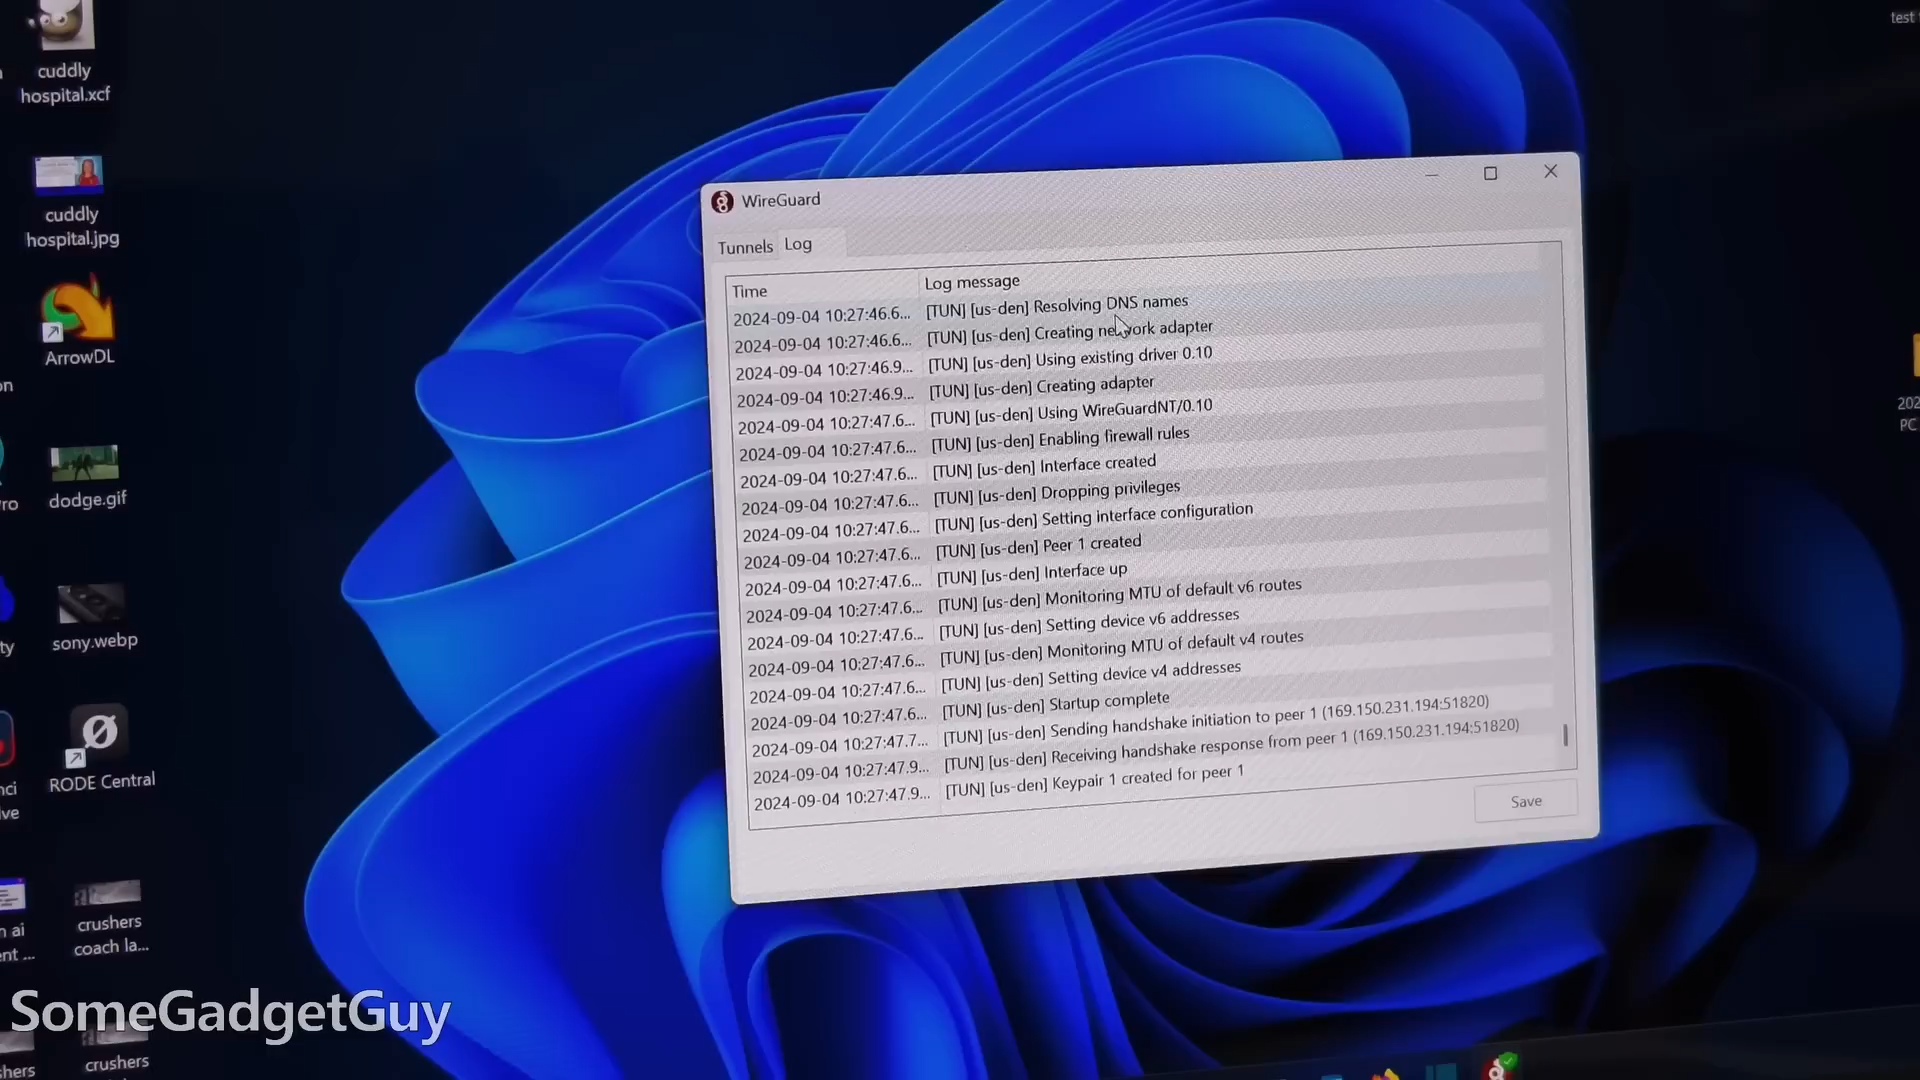 test
cuddly
hospital.xcf
cuddly
hospital.jpg
ArrowDL
dodge.gif
sony.webp
RODE Central
crushers
coach la...
crushers
WireGuard
Tunnels Log
Time Log message
2024-09-04 10:27:46.6... [TUN] [us-den] Resolving DNS names
2024-09-04 10:27:46.6... [TUN] [us-den] Creating network adapter
2024-09-04 10:27:46.9... [TUN] [us-den] Using existing driver 0.10
2024-09-04 10:27:46.9... [TUN] [us-den] Creating adapter
2024-09-04 10:27:47.6... [TUN] [us-den] Using WireGuardNT/0.10
2024-09-04 10:27:47.6... [TUN] [us-den] Enabling firewall rules
2024-09-04 10:27:47.6... [TUN] [us-den] Interface created
2024-09-04 10:27:47.6... [TUN] [us-den] Dropping privileges
2024-09-04 10:27:47.6... [TUN] [us-den] Setting interface configuration
2024-09-04 10:27:47.6... [TUN] [us-den] Peer 1 created
2024-09-04 10:27:47.6... [TUN] [us-den] Interface up
2024-09-04 10:27:47.6... [TUN] [us-den] Monitoring MTU of default v6 routes
2024-09-04 10:27:47.6... [TUN] [us-den] Setting device v6 addresses
2024-09-04 10:27:47.6... [TUN] [us-den] Monitoring MTU of default v4 routes
2024-09-04 10:27:47.6... [TUN] [us-den] Setting device v4 addresses
2024-09-04 10:27:47.6... [TUN] [us-den] Startup complete
2024-09-04 10:27:47.7... [TUN] [us-den] Sending handshake initiation to peer 1 (169.150.231.194:51820)
2024-09-04 10:27:47.9... [TUN] [us-den] Receiving handshake response from peer 1 (169.150.231.194:51820)
2024-09-04 10:27:47.9... [TUN] [us-den] Keypair 1 created for peer 1
Save
202
PC
SomeGadgetGuy